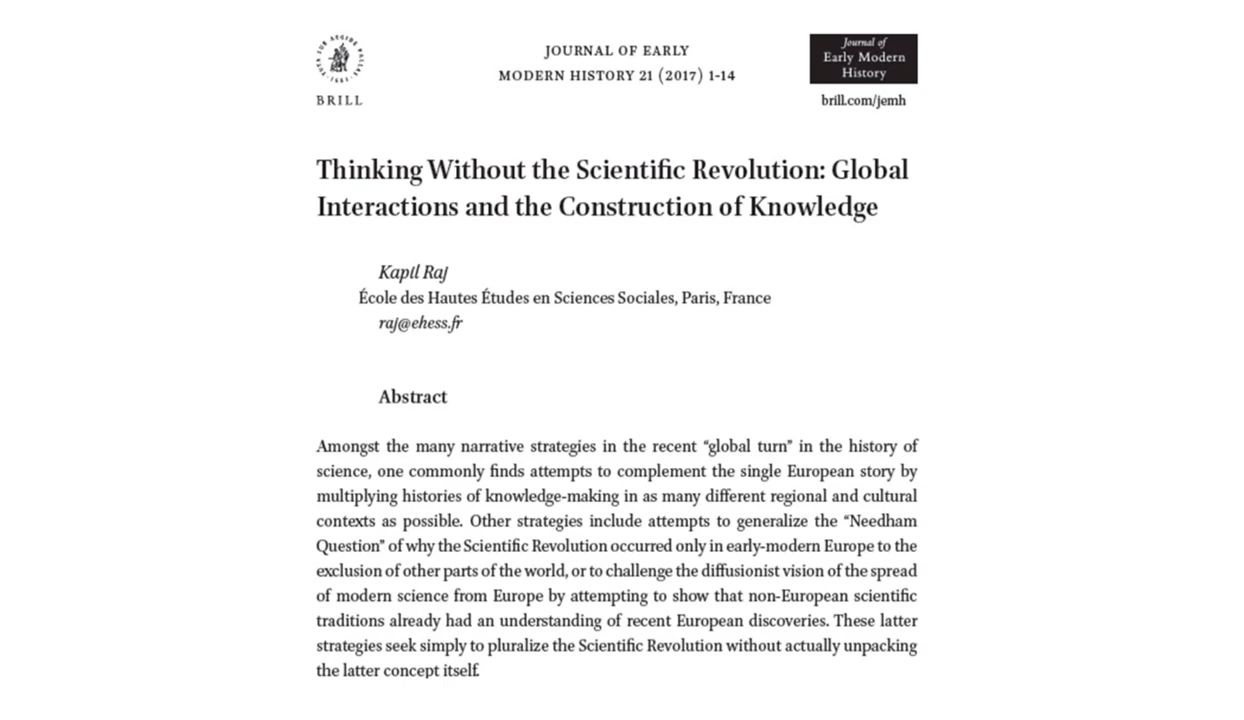 BRILL
JOURNAL OF EARLY
MODERN HISTORY 21 (2017) 1-14
Journal of
Early Modern
History
brill.com/jemh
Thinking Without the Scientific Revolution: Global
Interactions and the Construction of Knowledge
Kapil Raj
École des Hautes Études en Sciences Sociales, Paris, France
raj@ehess.fr
Abstract
Amongst the many narrative strategies in the recent “global turn” in the history of
science, one commonly finds attempts to complement the single European story by
multiplying histories of knowledge-making in as many different regional and cultural
contexts as possible. Other strategies include attempts to generalize the “Needham
Question” of why the Scientific Revolution occurred only in early-modern Europe to the
exclusion of other parts of the world, or to challenge the diffusionist vision of the spread
of modern science from Europe by attempting to show that non-European scientific
traditions already had an understanding of recent European discoveries. These latter
strategies seek simply to pluralize the Scientific Revolution without actually unpacking
the latter concept itself.